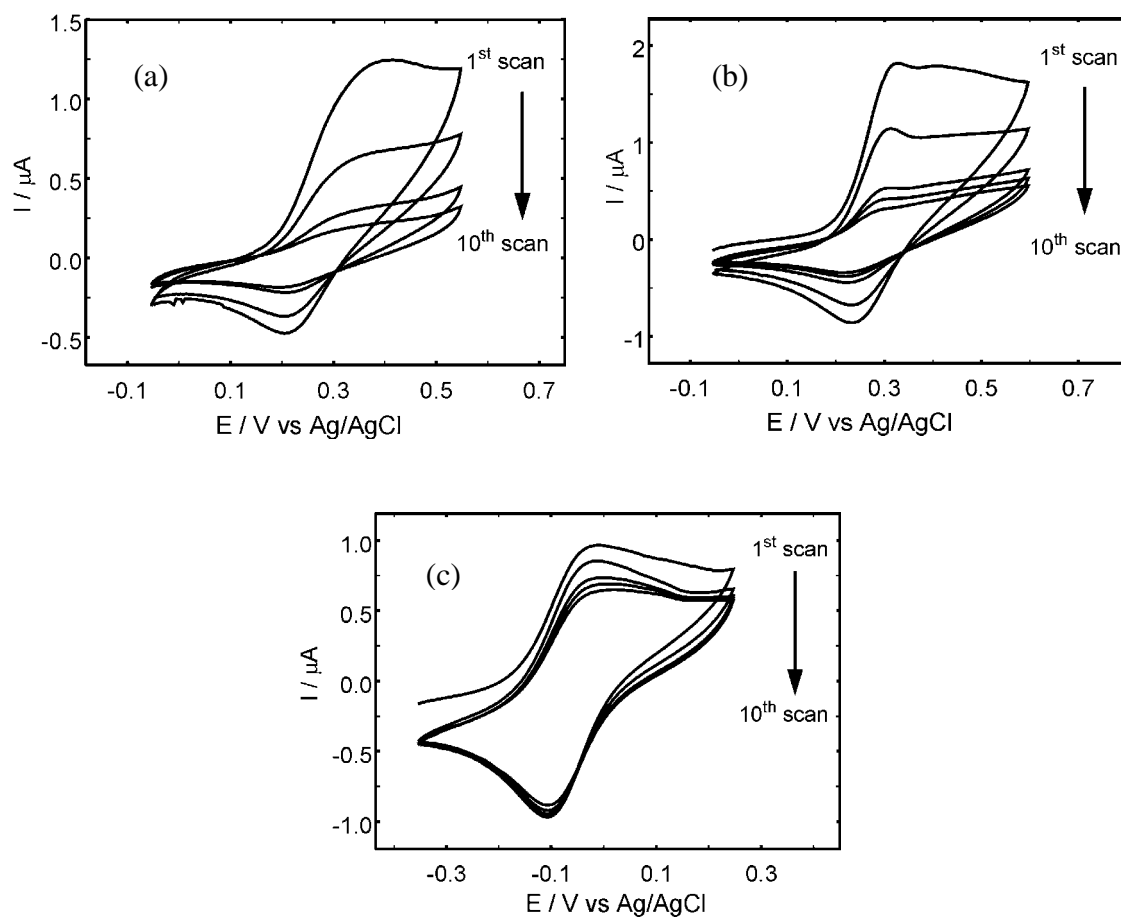 1.5
1.0
0.5
0.0
-0.5
I / μA
(a)
1st scan
10th scan
-0.1 0.1 0.3 0.5 0.7
E / V vs Ag/AgCl
2
1
0
-1
I / μA
(b)
1st scan
10th scan
-0.1 0.1 0.3 0.5 0.7
E / V vs Ag/AgCl
1.0
0.5
0.0
-0.5
-1.0
I / μA
(c)
1st scan
10th scan
-0.3 -0.1 0.1 0.3
E / V vs Ag/AgCl